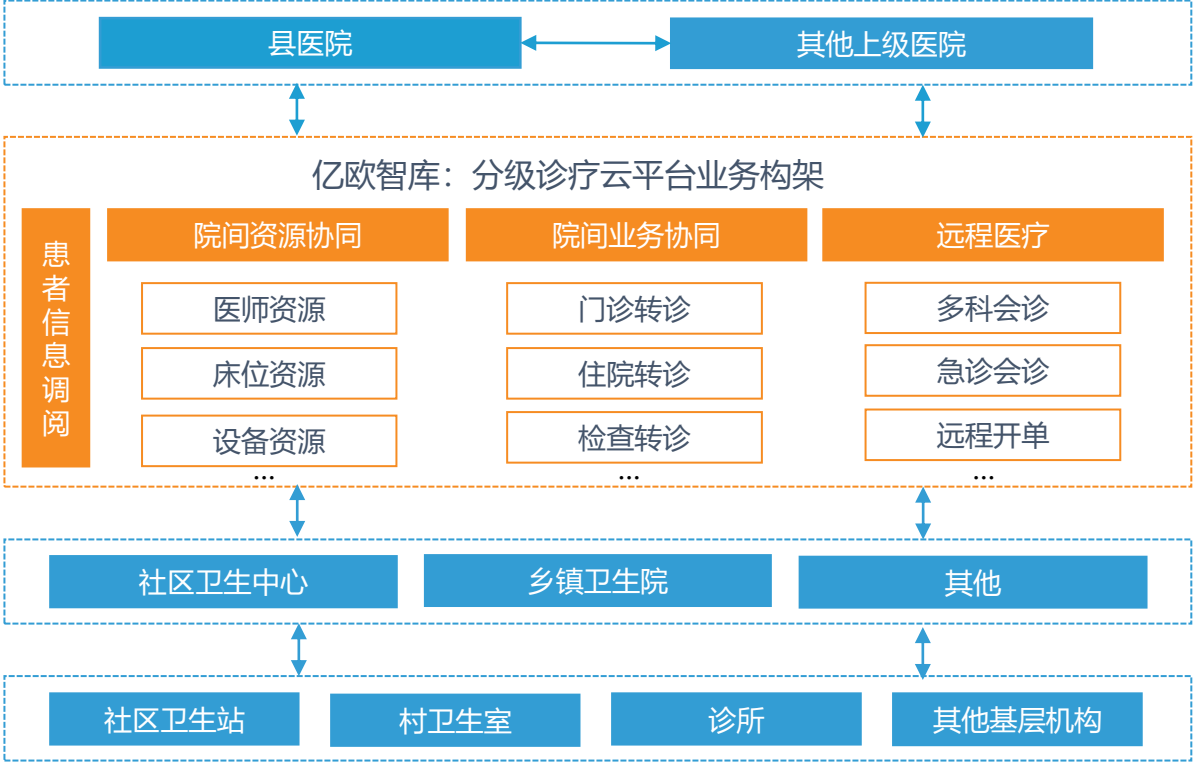 县医院
其他上级医院
亿欧智库：分级诊疗云平台业务构架
患者信息调阅
院间资源协同
医师资源
床位资源
设备资源
...
院间业务协同
门诊转诊
住院转诊
检查转诊
...
远程医疗
多科会诊
急诊会诊
远程开单
...
社区卫生中心
乡镇卫生院
其他
社区卫生站
村卫生室
诊所
其他基层机构